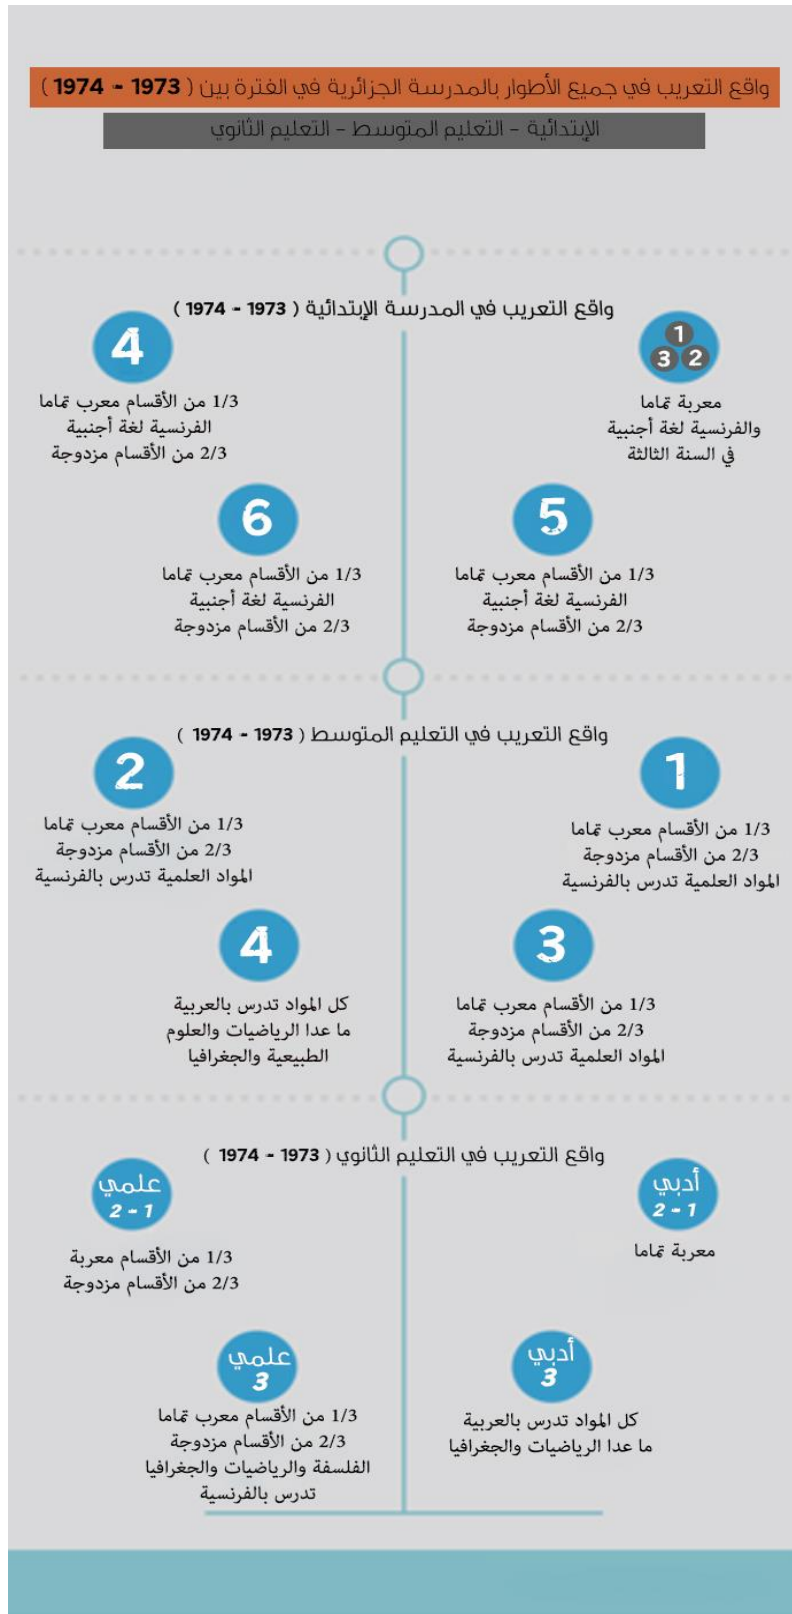 واقع التعريب في جميع الأطوار بالمدرسة الجزائرية في الفترة بين ( 1973 - 1974 )
الإبتدائية - التعليم المتوسط - التعليم الثانوي
واقع التعريب في المدرسة الإبتدائية ( 1973 - 1974 )
1
2 3
معربة تماما
والفرنسية لغة أجنبية
في السنة الثالثة
4
1/3 من الأقسام معرب تماما
الفرنسية لغة أجنبية
2/3 من الأقسام مزدوجة
5
1/3 من الأقسام معرب تماما
الفرنسية لغة أجنبية
2/3 من الأقسام مزدوجة
6
1/3 من الأقسام معرب تماما
الفرنسية لغة أجنبية
2/3 من الأقسام مزدوجة
واقع التعريب في التعليم المتوسط ( 1973 - 1974 )
1
1/3 من الأقسام معرب تماما
2/3 من الأقسام مزدوجة
المواد العلمية تدرس بالفرنسية
2
1/3 من الأقسام معرب تماما
2/3 من الأقسام مزدوجة
المواد العلمية تدرس بالفرنسية
3
1/3 من الأقسام معرب تماما
2/3 من الأقسام مزدوجة
المواد العلمية تدرس بالفرنسية
4
كل المواد تدرس بالعربية
ما عدا الرياضيات والعلوم
الطبيعية والجغرافيا
واقع التعريب في التعليم الثانوي ( 1973 - 1974 )
أدبي
1 - 2
معربة تماما
علمي
1 - 2
1/3 من الأقسام معربة
2/3 من الأقسام مزدوجة
أدبي
3
كل المواد تدرس بالعربية
ما عدا الرياضيات والجغرافيا
علمي
3
1/3 من الأقسام معرب تماما
2/3 من الأقسام مزدوجة
الفلسفة والرياضيات والجغرافيا
تدرس بالفرنسية